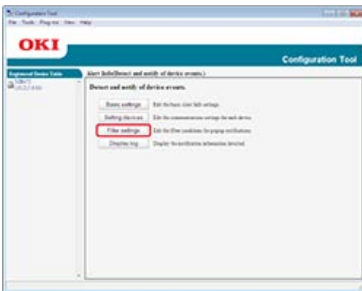 Configuration Tool
File Tools Plug-ins View Help
OKI
Configuration Tool
Registered Device Table
Alert Info(Detect and notify of device events.)
Detect and notify of device events.
Basic settings Edit the basic Alert Info settings.
Setting devices Edit the communications settings for each device.
Filter settings Edit the filter conditions for popup notifications.
Display log Display the notification information detected.